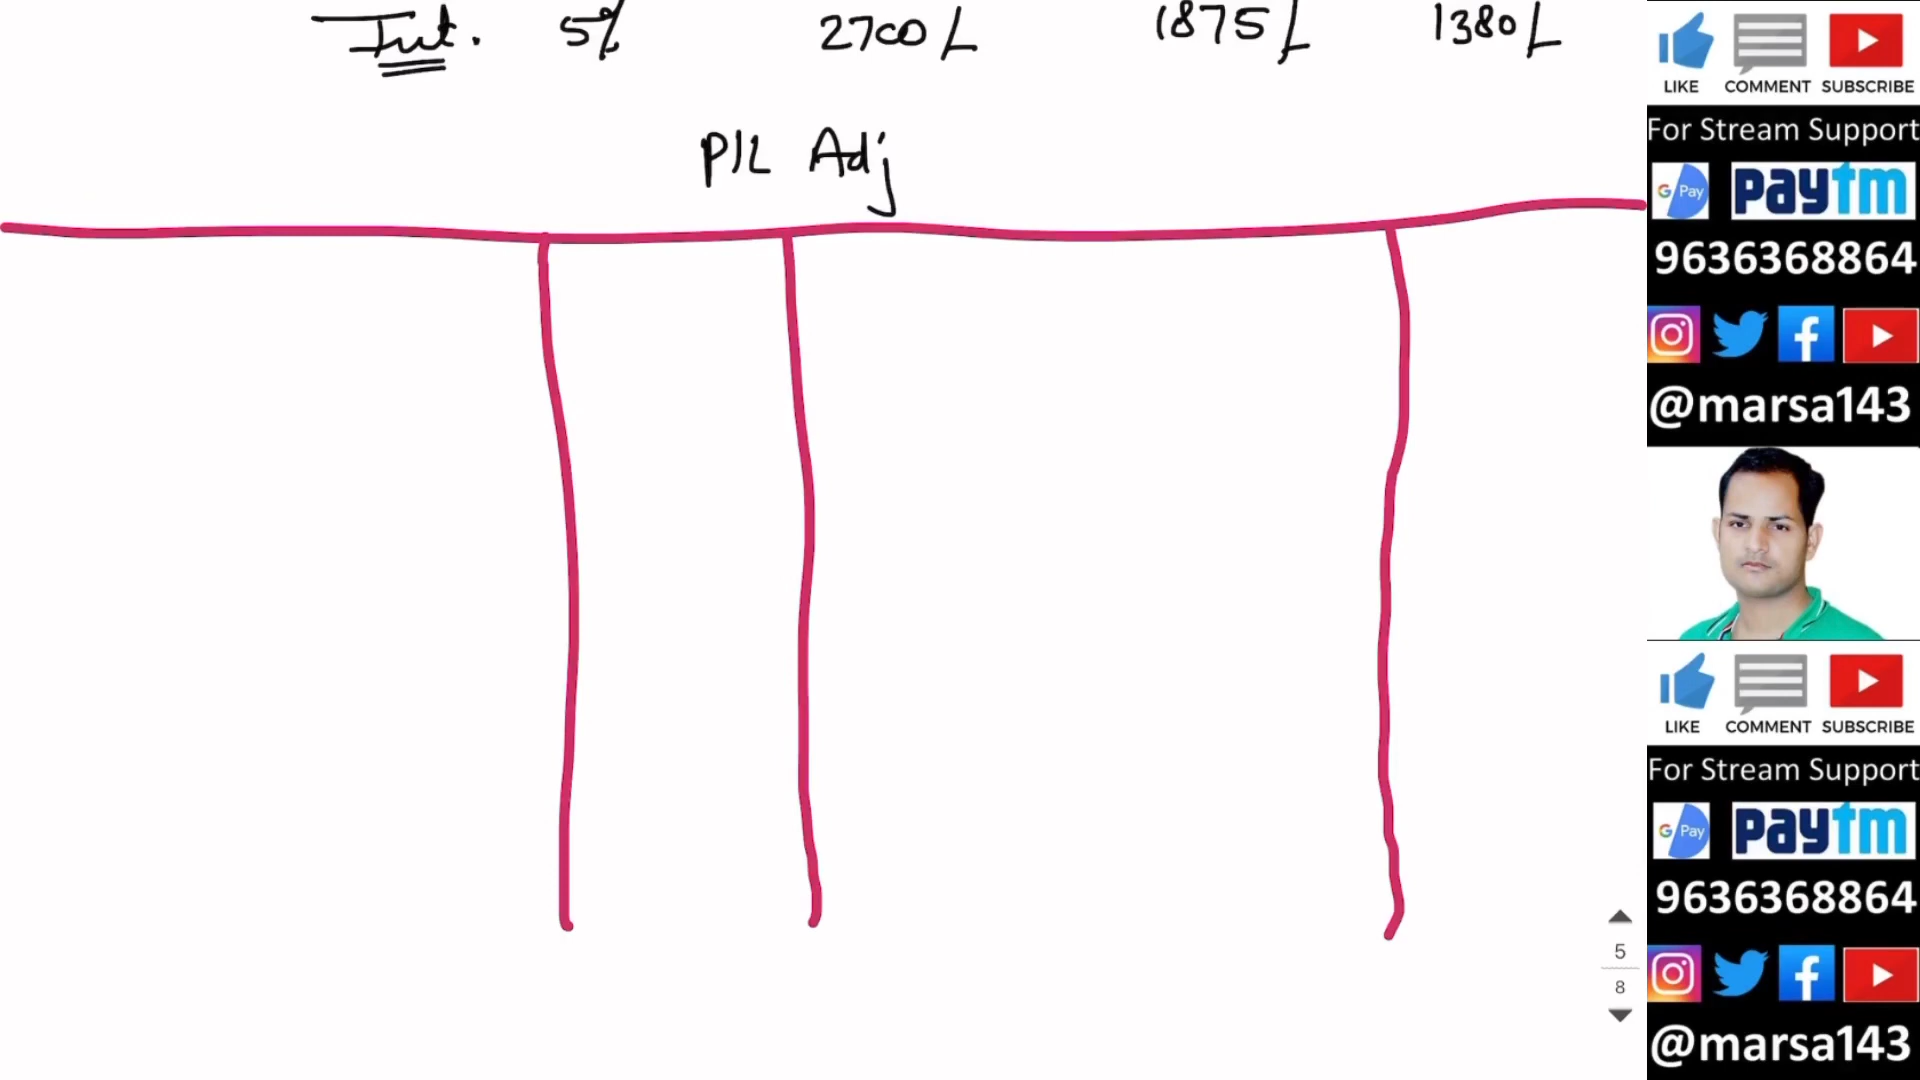 Int. 5% 2700/- 1875/- 1380/-
P/L Adj
LIKE COMMENT SUBSCRIBE
For Stream Support
G Pay paytm
9636368864
@marsa143
LIKE COMMENT SUBSCRIBE
For Stream Support
G Pay paytm
9636368864
@marsa143
5
8